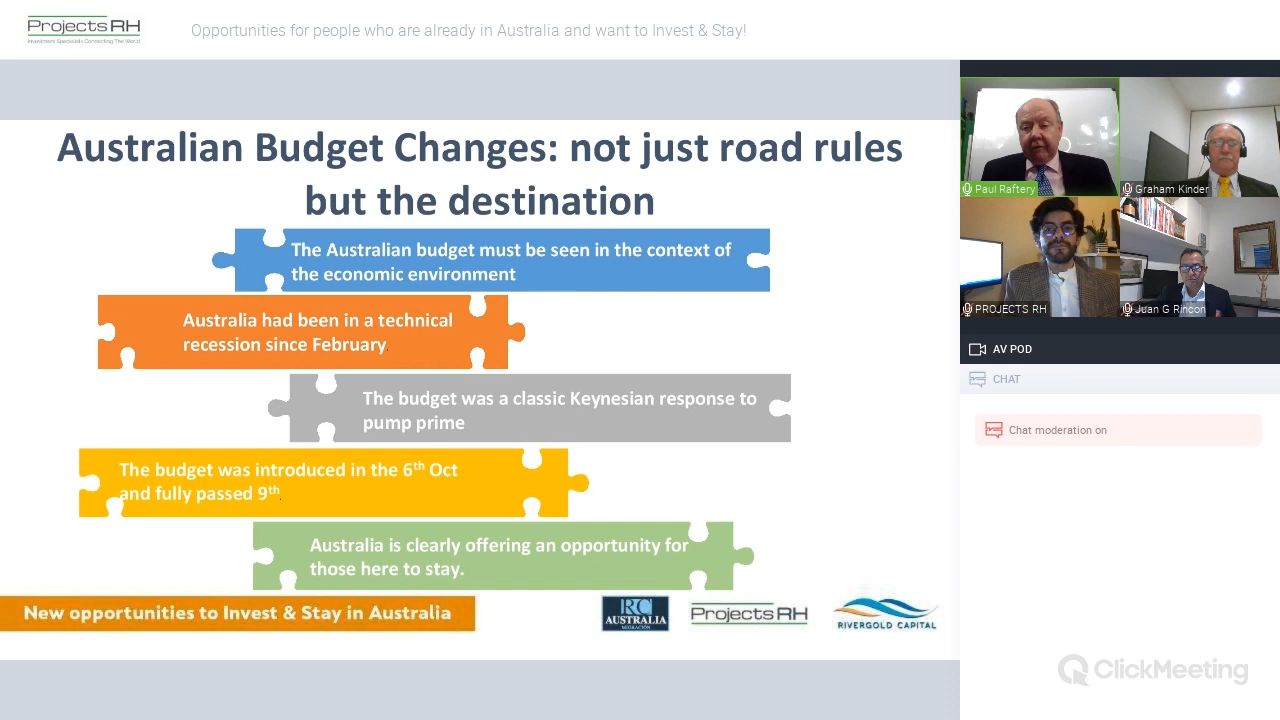 ProjectsRH
Investment Specialists Connecting The World
Opportunities for people who are already in Australia and want to Invest & Stay!
Australian Budget Changes: not just road rules
but the destination
The Australian budget must be seen in the context of
the economic environment
Australia had been in a technical
recession since February.
The budget was a classic Keynesian response to
pump prime
The budget was introduced in the 6th Oct
and fully passed 9th.
Australia is clearly offering an opportunity for
those here to stay.
New opportunities to Invest & Stay in Australia
RC
AUSTRALIA
MIGRACIÓN
ProjectsRH
RIVERGOLD CAPITAL
Paul Raftery
Graham Kinder
PROJECTS RH
Juan G Rincon
AV POD
CHAT
Chat moderation on
ClickMeeting